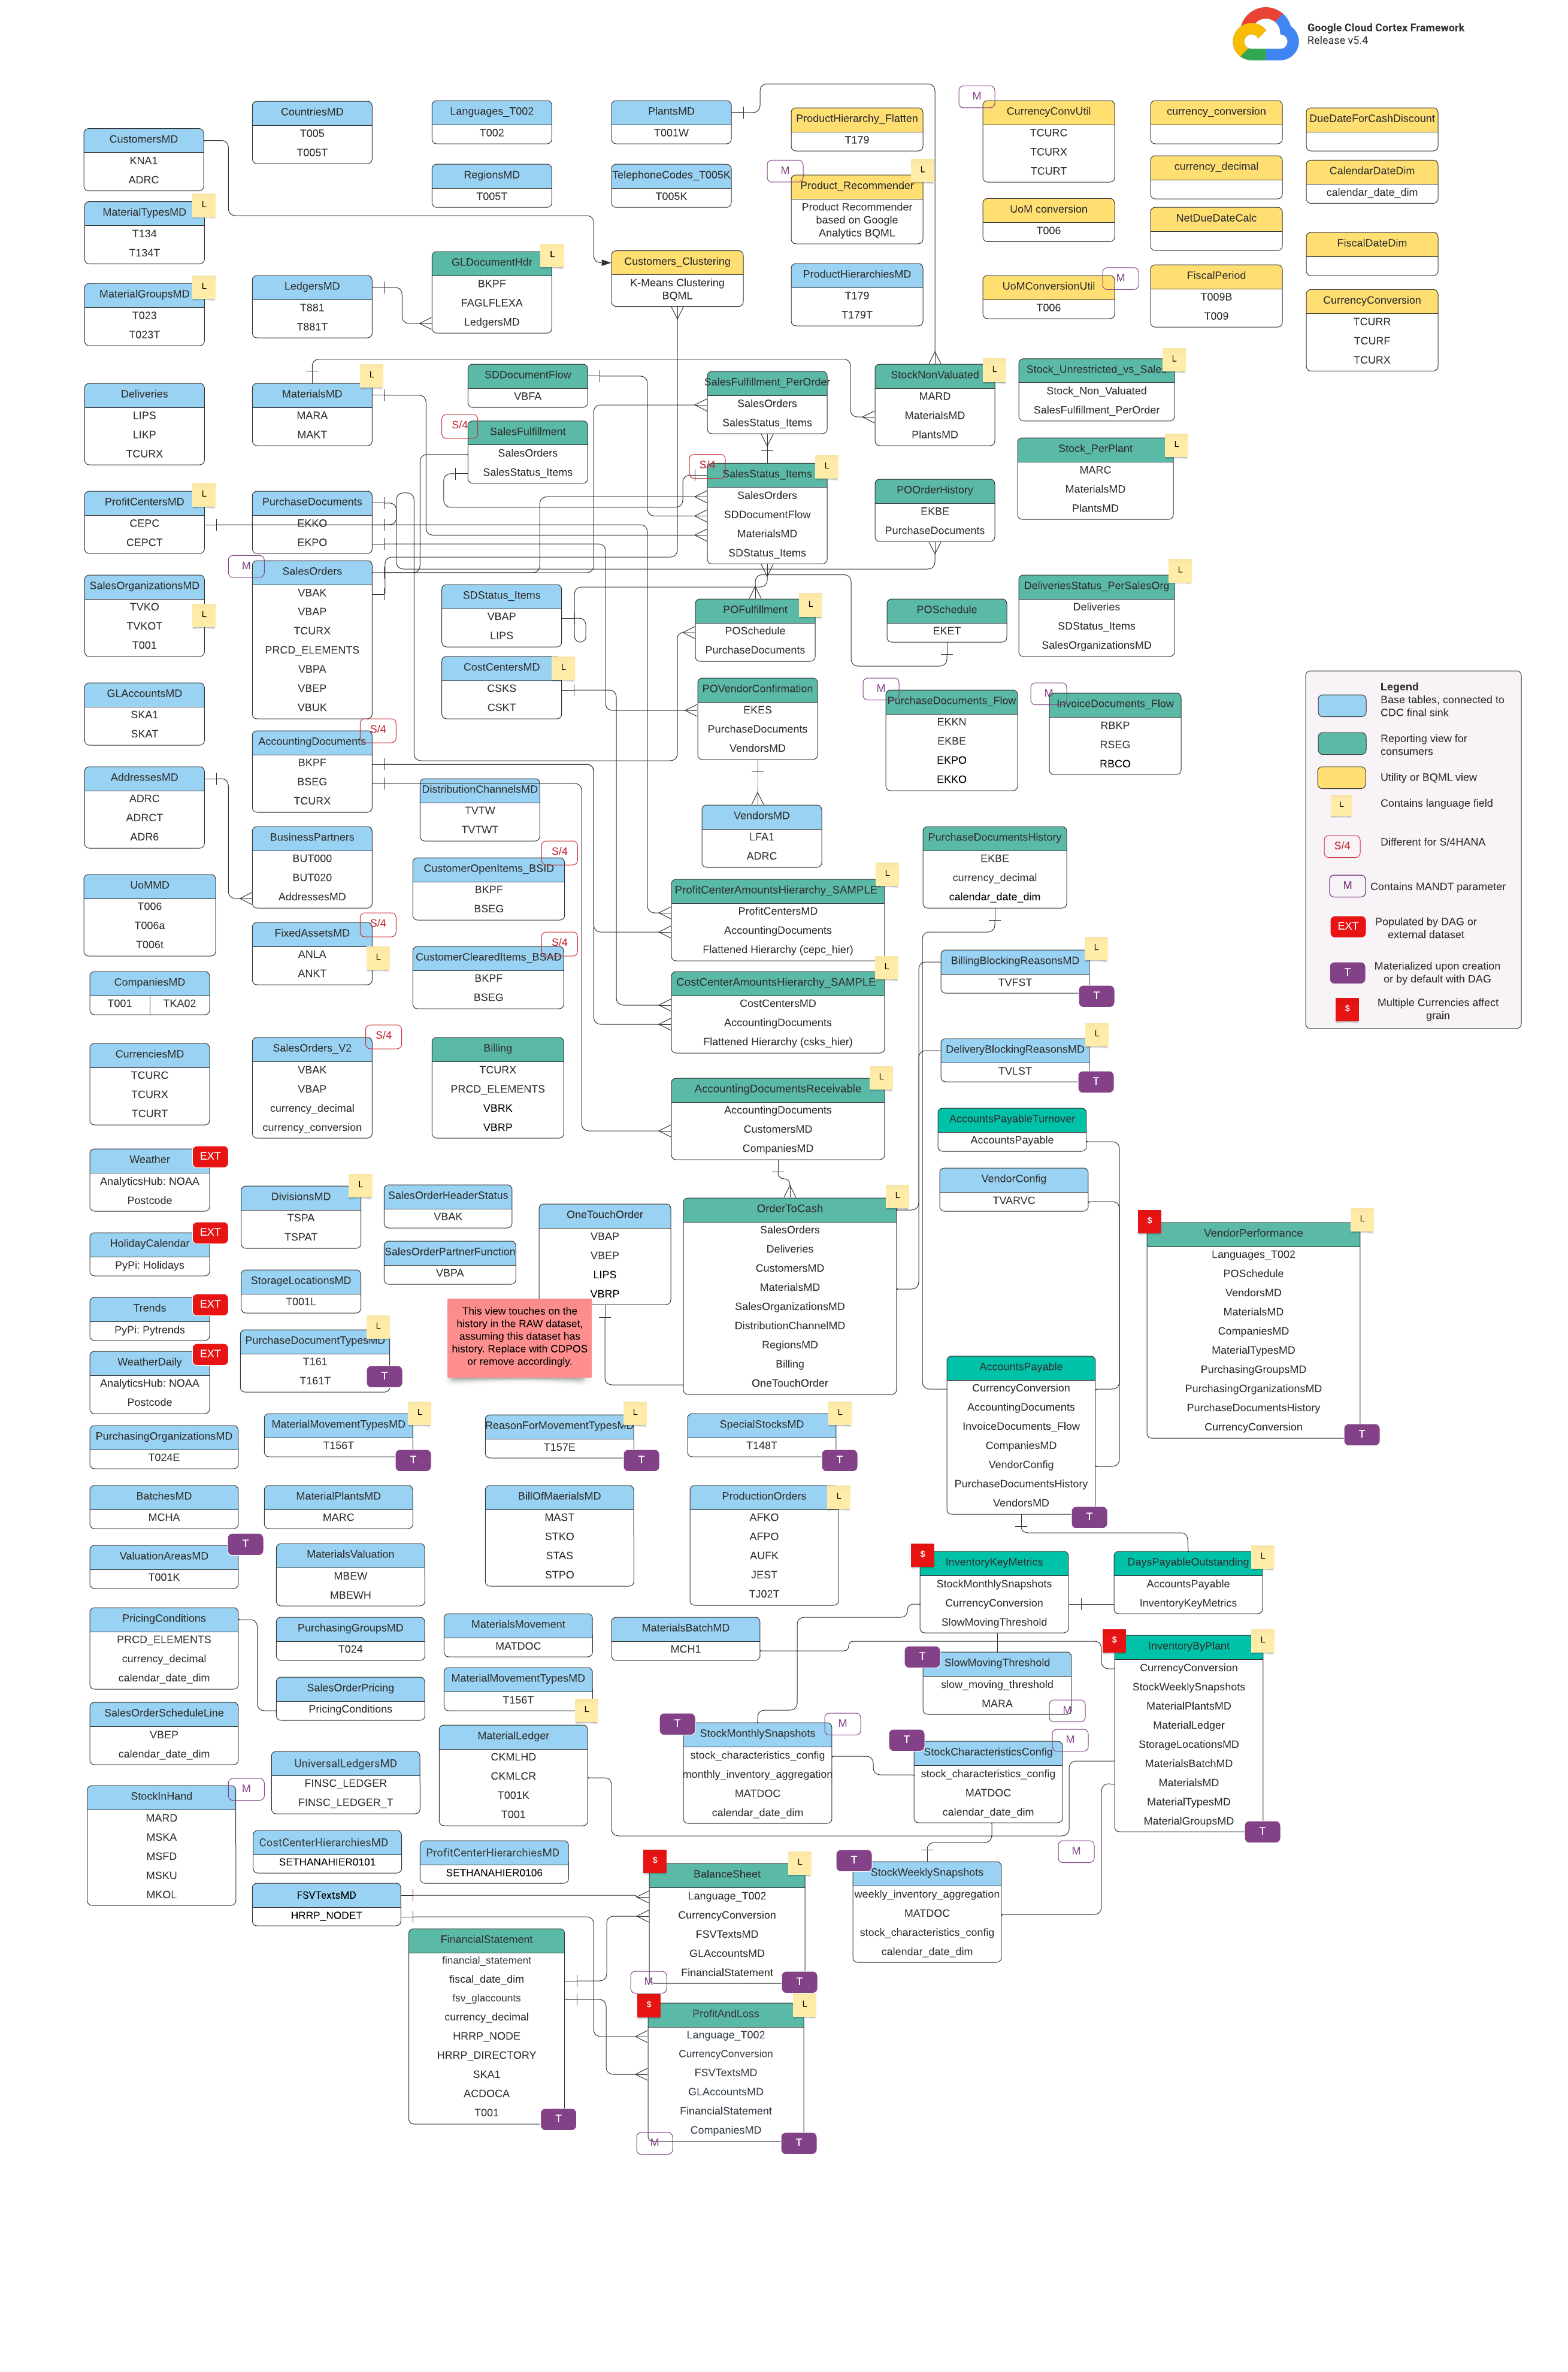 Google Cloud Cortex Framework
Release v5.4
CustomersMD
KNA1
ADRC
CountriesMD
T005
T005T
Languages_T002
T002
PlantsMD
T001W
ProductHierarchy_Flatten
T179
M
CurrencyConvUtil
TCURC
TCURX
TCURT
currency_conversion
DueDateForCashDiscount
RegionsMD
T005T
TelephoneCodes_T005K
T005K
M
L
Product_Recommender
Product Recommender
based on Google
Analytics BQML
currency_decimal
CalendarDateDim
calendar_date_dim
L
MaterialTypesMD
T134
T134T
UoM conversion
T006
NetDueDateCalc
FiscalDateDim
L
GLDocumentHdr
BKPF
FAGLFLEXA
LedgersMD
Customers_Clustering
K-Means Clustering
BQML
ProductHierarchiesMD
T179
T179T
M
UoMConversionUtil
T006
FiscalPeriod
T009B
T009
CurrencyConversion
TCURR
TCURF
TCURX
L
MaterialGroupsMD
T023
T023T
LedgersMD
T881
T881T
Deliveries
LIPS
LIKP
TCURX
L
MaterialsMD
MARA
MAKT
SDDocumentFlow
VBFA
SalesFulfillment_PerOrder
SalesOrders
SalesStatus_Items
L
StockNonValuated
MARD
MaterialsMD
PlantsMD
L
Stock_Unrestricted_vs_Sales
Stock_Non_Valuated
SalesFulfillment_PerOrder
S/4
SalesFulfillment
SalesOrders
SalesStatus_Items
S/4
L
SalesStatus_Items
SalesOrders
SDDocumentFlow
MaterialsMD
SDStatus_Items
L
Stock_PerPlant
MARC
MaterialsMD
PlantsMD
POOrderHistory
EKBE
PurchaseDocuments
L
ProfitCentersMD
CEPC
CEPCT
PurchaseDocuments
EKKO
EKPO
M
SalesOrders
VBAK
VBAP
TCURX
PRCD_ELEMENTS
VBPA
VBEP
VBUK
SalesOrganizationsMD
TVKO
TVKOT
T001
L
SDStatus_Items
VBAP
LIPS
L
POFulfillment
POSchedule
PurchaseDocuments
POSchedule
EKET
L
DeliveriesStatus_PerSalesOrg
Deliveries
SDStatus_Items
SalesOrganizationsMD
L
CostCentersMD
CSKS
CSKT
GLAccountsMD
SKA1
SKAT
POVendorConfirmation
EKES
PurchaseDocuments
VendorsMD
M
PurchaseDocuments_Flow
EKKN
EKBE
EKPO
EKKO
M
InvoiceDocuments_Flow
RBKP
RSEG
RBCO
Legend
Base tables, connected to
CDC final sink
Reporting view for
consumers
Utility or BQML view
L
Contains language field
S/4
Different for S/4HANA
M
Contains MANDT parameter
EXT
Populated by DAG or
external dataset
T
Materialized upon creation
or by default with DAG
$
Multiple Currencies affect
grain
S/4
AccountingDocuments
BKPF
BSEG
TCURX
AddressesMD
ADRC
ADRCT
ADR6
DistributionChannelsMD
TVTW
TVTWT
VendorsMD
LFA1
ADRC
BusinessPartners
BUT000
BUT020
AddressesMD
PurchaseDocumentsHistory
EKBE
currency_decimal
calendar_date_dim
S/4
CustomerOpenItems_BSID
BKPF
BSEG
UoMMD
T006
T006a
T006t
L
ProfitCenterAmountsHierarchy_SAMPLE
ProfitCentersMD
AccountingDocuments
Flattened Hierarchy (cepc_hier)
S/4
FixedAssetsMD
ANLA
ANKT
L
S/4
CustomerClearedItems_BSAD
BKPF
BSEG
L
BillingBlockingReasonsMD
TVFST
T
CompaniesMD
T001
TKA02
L
CostCenterAmountsHierarchy_SAMPLE
CostCentersMD
AccountingDocuments
Flattened Hierarchy (csks_hier)
S/4
SalesOrders_V2
VBAK
VBAP
currency_decimal
currency_conversion
Billing
TCURX
PRCD_ELEMENTS
VBRK
VBRP
L
DeliveryBlockingReasonsMD
TVLST
T
CurrenciesMD
TCURC
TCURX
TCURT
L
AccountingDocumentsReceivable
AccountingDocuments
CustomersMD
CompaniesMD
AccountsPayableTurnover
AccountsPayable
EXT
Weather
AnalyticsHub: NOAA
Postcode
L
DivisionsMD
TSPA
TSPAT
SalesOrderHeaderStatus
VBAK
OneTouchOrder
VBAP
VBEP
LIPS
VBRP
L
OrderToCash
SalesOrders
Deliveries
CustomersMD
MaterialsMD
SalesOrganizationsMD
DistributionChannelMD
RegionsMD
Billing
OneTouchOrder
VendorConfig
TVARVC
$
L
VendorPerformance
Languages_T002
POSchedule
VendorsMD
MaterialsMD
CompaniesMD
MaterialTypesMD
PurchasingGroupsMD
PurchasingOrganizationsMD
PurchaseDocumentsHistory
CurrencyConversion
T
EXT
HolidayCalendar
PyPi: Holidays
SalesOrderPartnerFunction
VBPA
StorageLocationsMD
T001L
EXT
Trends
PyPi: Pytrends
This view touches on the
history in the RAW dataset,
assuming this dataset has
history. Replace with CDPOS
or remove accordingly.
L
PurchaseDocumentTypesMD
T161
T161T
T
EXT
WeatherDaily
AnalyticsHub: NOAA
Postcode
AccountsPayable
CurrencyConversion
AccountingDocuments
InvoiceDocuments_Flow
CompaniesMD
VendorConfig
PurchaseDocumentsHistory
VendorsMD
T
PurchasingOrganizationsMD
T024E
L
MaterialMovementTypesMD
T156T
T
L
ReasonForMovementTypesMD
T157E
T
L
SpecialStocksMD
T148T
T
BatchesMD
MCHA
MaterialPlantsMD
MARC
BillOfMaerialsMD
MAST
STKO
STAS
STPO
L
ProductionOrders
AFKO
AFPO
AUFK
JEST
TJ02T
T
ValuationAreasMD
T001K
MaterialsValuation
MBEW
MBEWH
$
InventoryKeyMetrics
StockMonthlySnapshots
CurrencyConversion
SlowMovingThreshold
L
DaysPayableOutstanding
AccountsPayable
InventoryKeyMetrics
PricingConditions
PRCD_ELEMENTS
currency_decimal
calendar_date_dim
PurchasingGroupsMD
T024
MaterialsMovement
MATDOC
MaterialsBatchMD
MCH1
T
SlowMovingThreshold
slow_moving_threshold
MARA
M
$
L
InventoryByPlant
CurrencyConversion
StockWeeklySnapshots
MaterialPlantsMD
MaterialLedger
StorageLocationsMD
MaterialsBatchMD
MaterialsMD
MaterialTypesMD
MaterialGroupsMD
T
SalesOrderPricing
PricingConditions
MaterialMovementTypesMD
T156T
L
SalesOrderScheduleLine
VBEP
calendar_date_dim
MaterialLedger
CKMLHD
CKMLCR
T001K
T001
T
M
StockMonthlySnapshots
stock_characteristics_config
monthly_inventory_aggregation
MATDOC
calendar_date_dim
T
M
StockCharacteristicsConfig
stock_characteristics_config
MATDOC
calendar_date_dim
UniversalLedgersMD
FINSC_LEDGER
FINSC_LEDGER_T
M
StockInHand
MARD
MSKA
MSFD
MSKU
MKOL
CostCenterHierarchiesMD
SETHANAHIER0101
ProfitCenterHierarchiesMD
SETHANAHIER0106
FSVTextsMD
HRRP_NODET
$
L
BalanceSheet
Language_T002
CurrencyConversion
FSVTextsMD
GLAccountsMD
FinancialStatement
M
T
T
M
StockWeeklySnapshots
weekly_inventory_aggregation
MATDOC
stock_characteristics_config
calendar_date_dim
FinancialStatement
financial_statement
fiscal_date_dim
fsv_glaccounts
currency_decimal
HRRP_NODE
HRRP_DIRECTORY
SKA1
ACDOCA
T001
T
$
L
ProfitAndLoss
Language_T002
CurrencyConversion
FSVTextsMD
GLAccountsMD
FinancialStatement
CompaniesMD
M
T